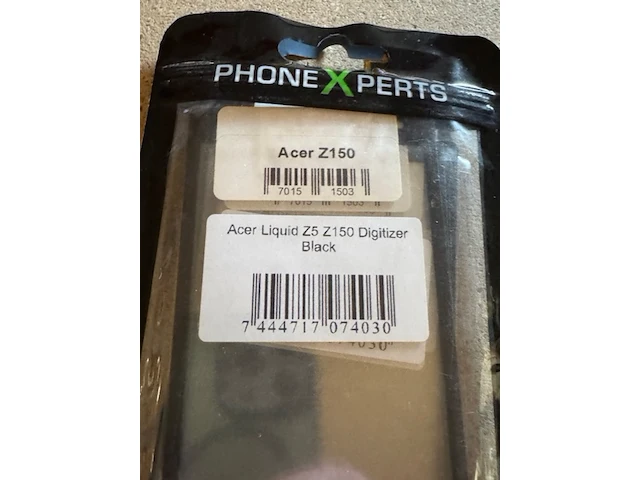 PHONEXPERTS
Acer Z150
7015 1503
Acer Liquid Z5 Z150 Digitizer
Black
7 444717 074030